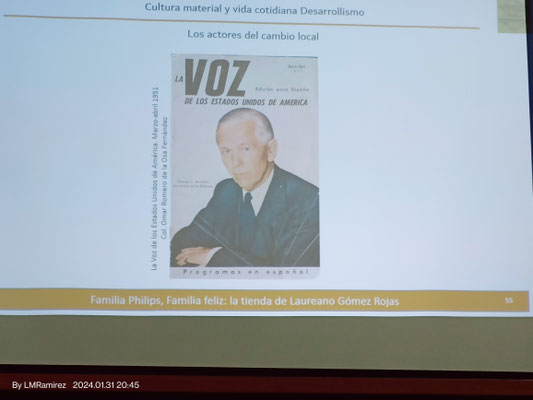 Cultura material y vida cotidiana Desarrollismo
Los actores del cambio local
La Voz de los Estados Unidos de América. Marzo-abril 1951
Col. Omar Romero de la Osa Fernández
LA VOZ
Edición para España
DE LOS ESTADOS UNIDOS DE AMERICA
Programas en español
Familia Philips, Familia feliz: la tienda de Laureano Gómez Rojas
55
By LMRamirez 2024.01.31 20:45